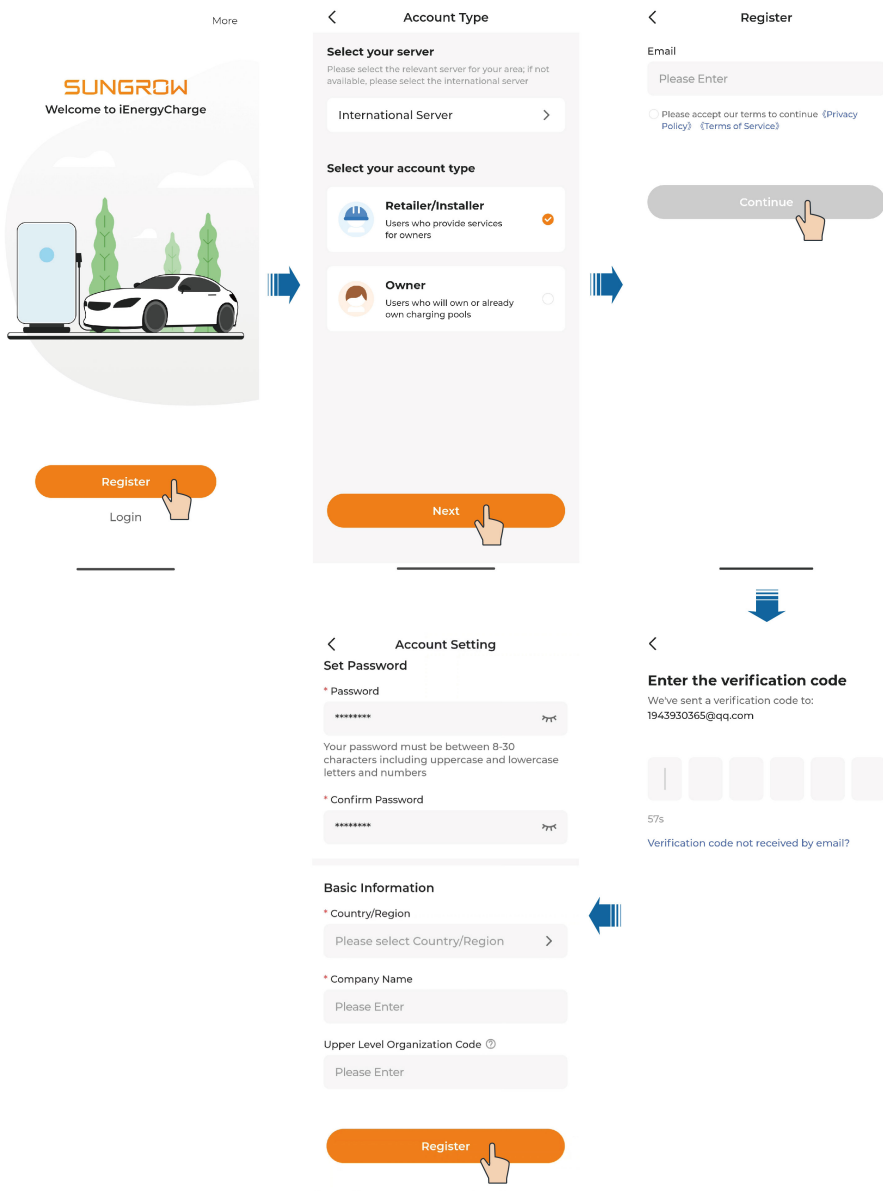 More
SUNGROW
Welcome to iEnergyCharge
Register
Login
Account Type
Select your server
Please select the relevant server for your area; if not
available, please select the international server
International Server
Select your account type
Retailer/Installer
Users who provide services
for owners
Owner
Users who will own or already
own charging pools
Next
Register
Email
Please Enter
Please accept our terms to continue《Privacy
Policy》《Terms of Service》
Continue
Enter the verification code
We've sent a verification code to:
1943930365@qq.com
57s
Verification code not received by email?
Account Setting
Set Password
* Password
********
Your password must be between 8-30
characters including uppercase and lowercase
letters and numbers
* Confirm Password
********
Basic Information
* Country/Region
Please select Country/Region
* Company Name
Please Enter
Upper Level Organization Code
Please Enter
Register